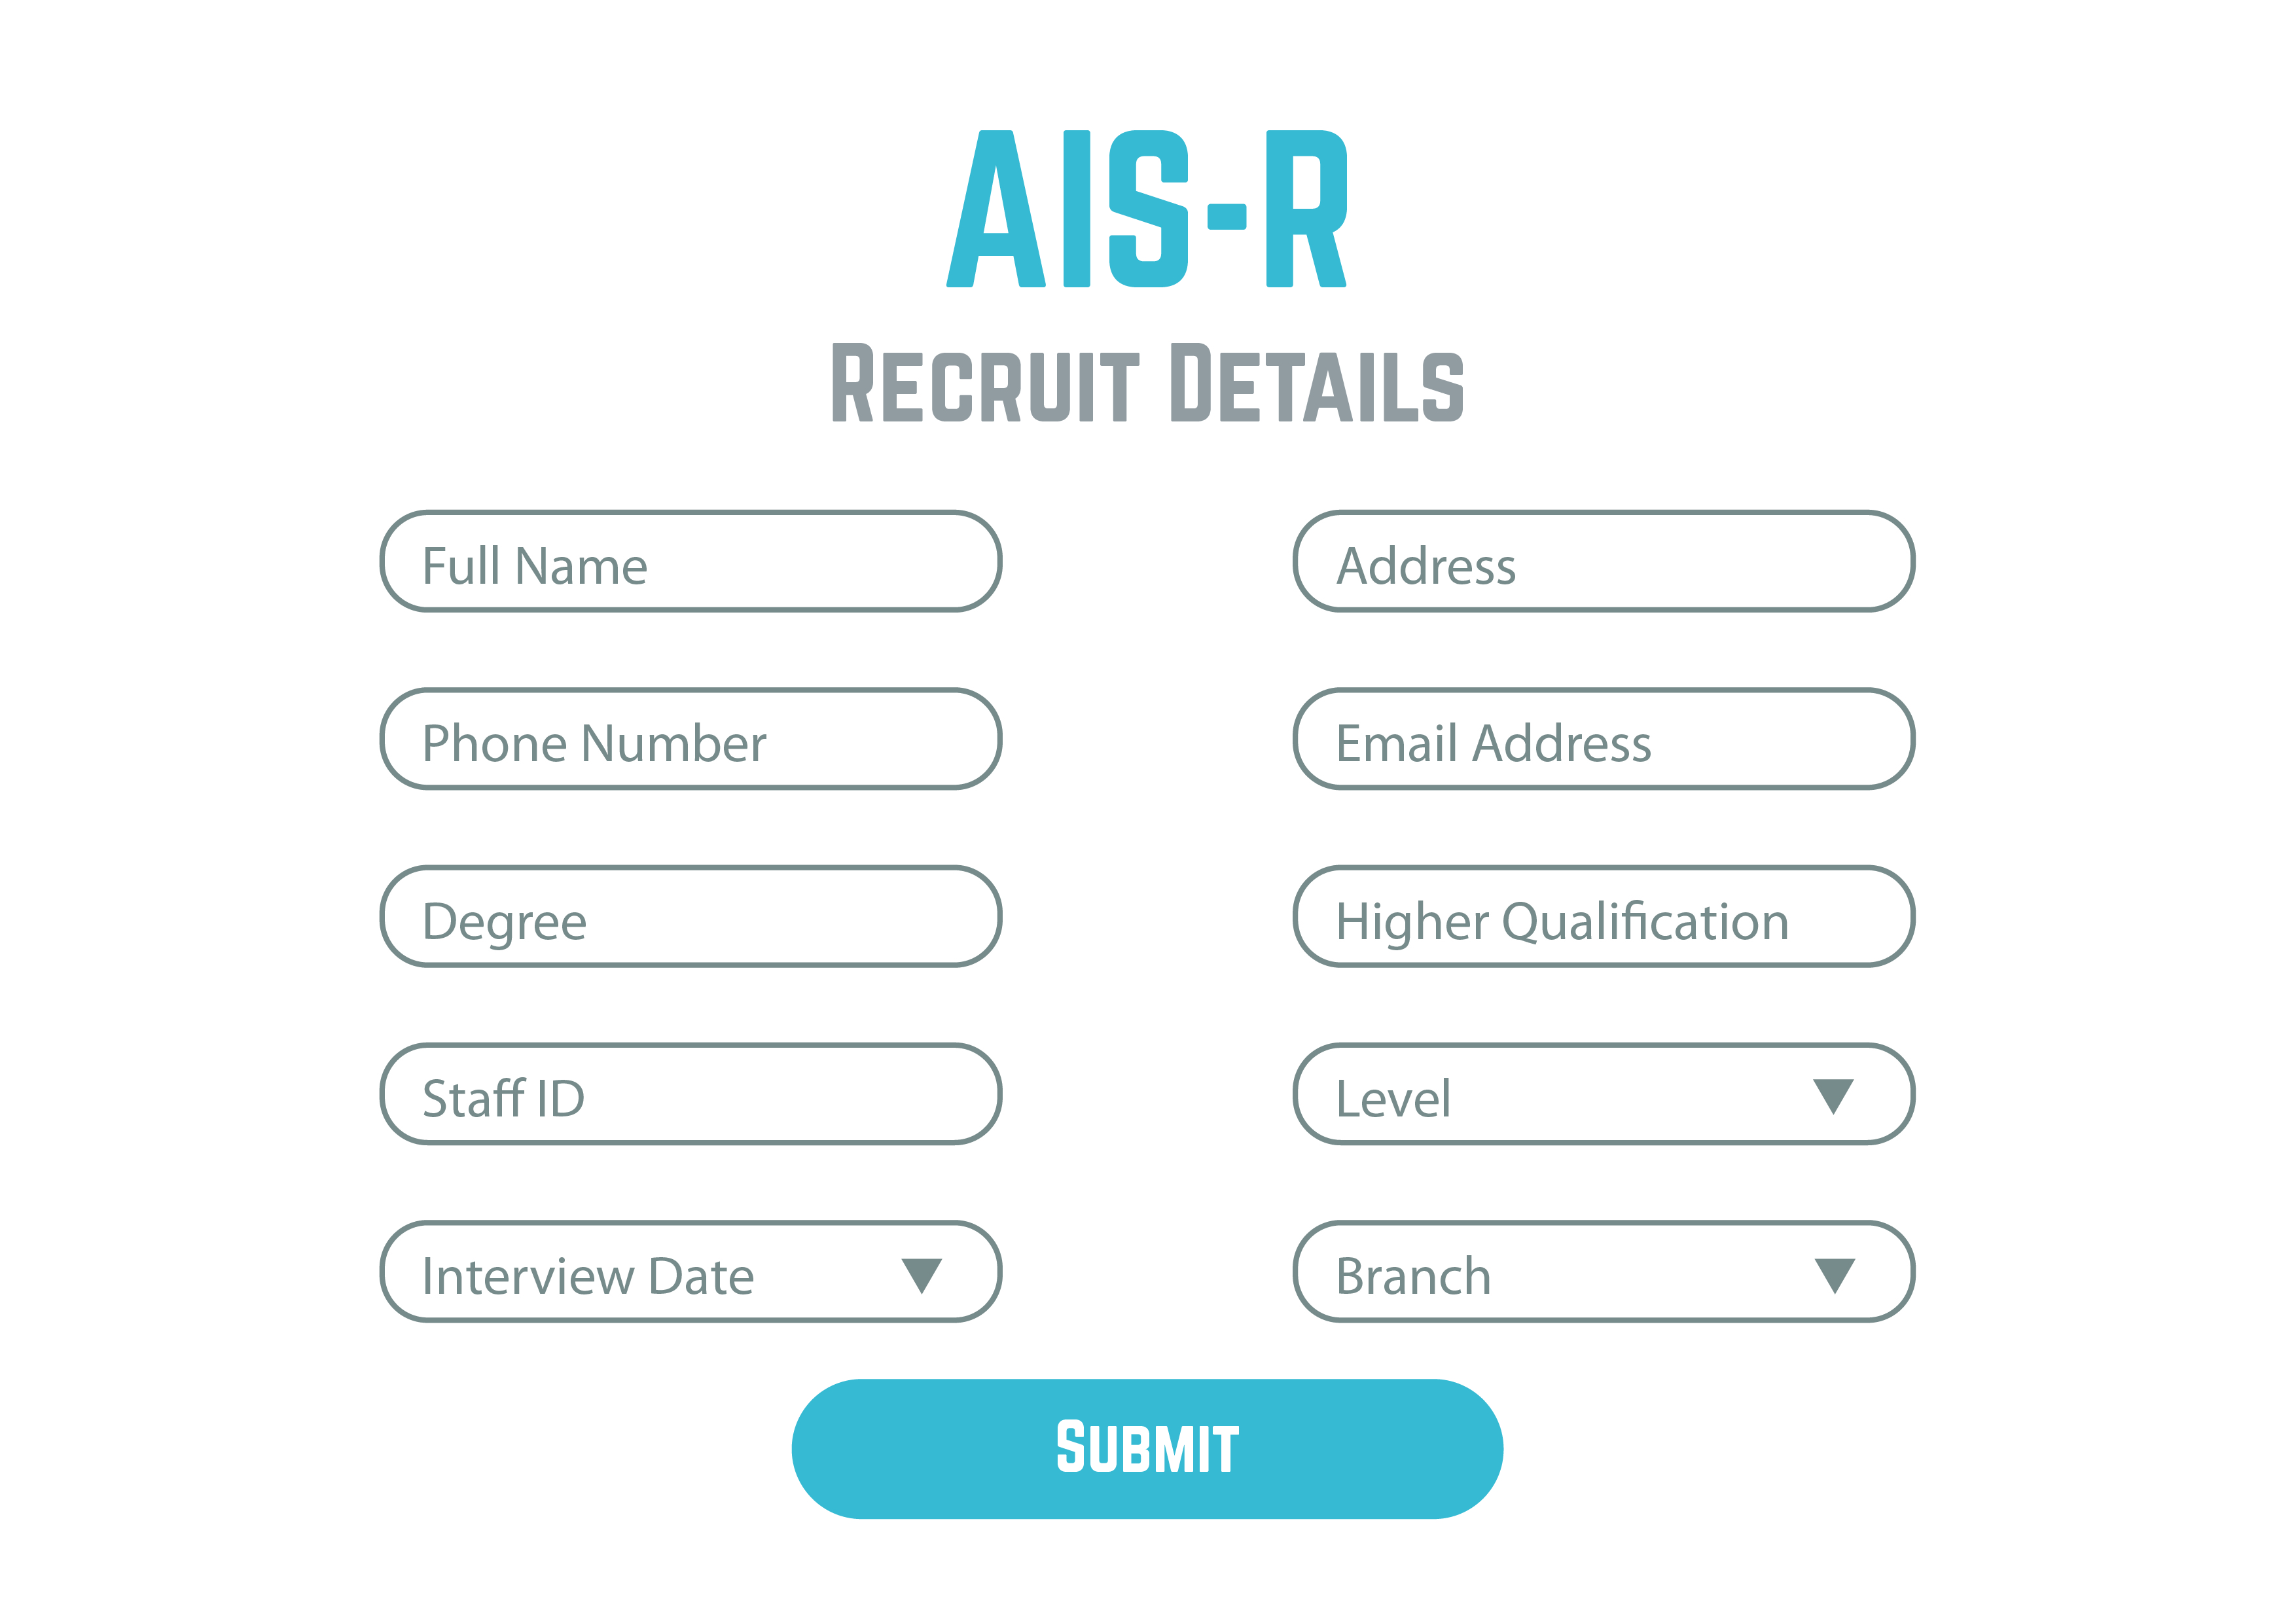 AIS-R
Recruit Details
Full Name
Address
Phone Number
Email Address
Degree
Higher Qualification
Staff ID
Level
Interview Date
Branch
Submit